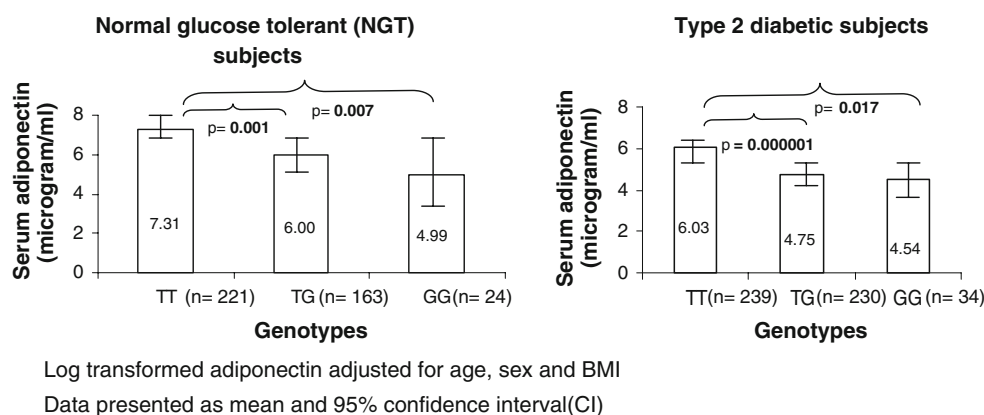 Normal glucose tolerant (NGT)
subjects
Serum adiponectin
(microgram/ml)
8
6
4
2
0
p= 0.007
p= 0.001
7.31
6.00
4.99
TT (n= 221)
TG (n= 163)
GG(n= 24)
Genotypes
Type 2 diabetic subjects
Serum adiponectin
(microgram/ml)
8
6
4
2
0
p= 0.017
p = 0.000001
6.03
4.75
4.54
TT(n= 239)
TG(n= 230)
GG(n= 34)
Genotypes
Log transformed adiponectin adjusted for age, sex and BMI
Data presented as mean and 95% confidence interval(CI)